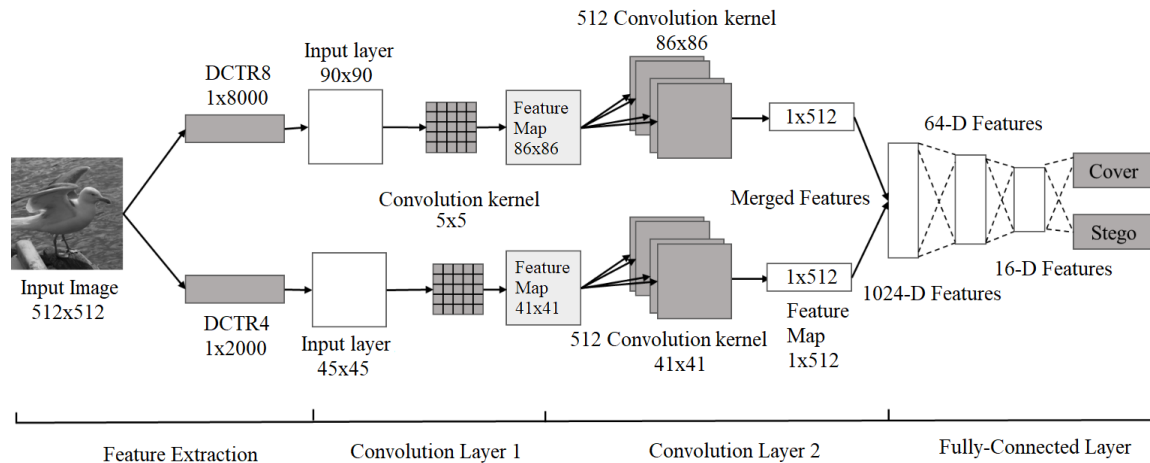 Input Image
512x512
DCTR8
1x8000
DCTR4
1x2000
Input layer
90x90
Input layer
45x45
Convolution kernel
5x5
Feature
Map
86x86
Feature
Map
41x41
512 Convolution kernel
86x86
512 Convolution kernel
41x41
1x512
Merged Features
1x512
Feature
Map
1x512
64-D Features
1024-D Features
16-D Features
Cover
Stego
Feature Extraction
Convolution Layer 1
Convolution Layer 2
Fully-Connected Layer